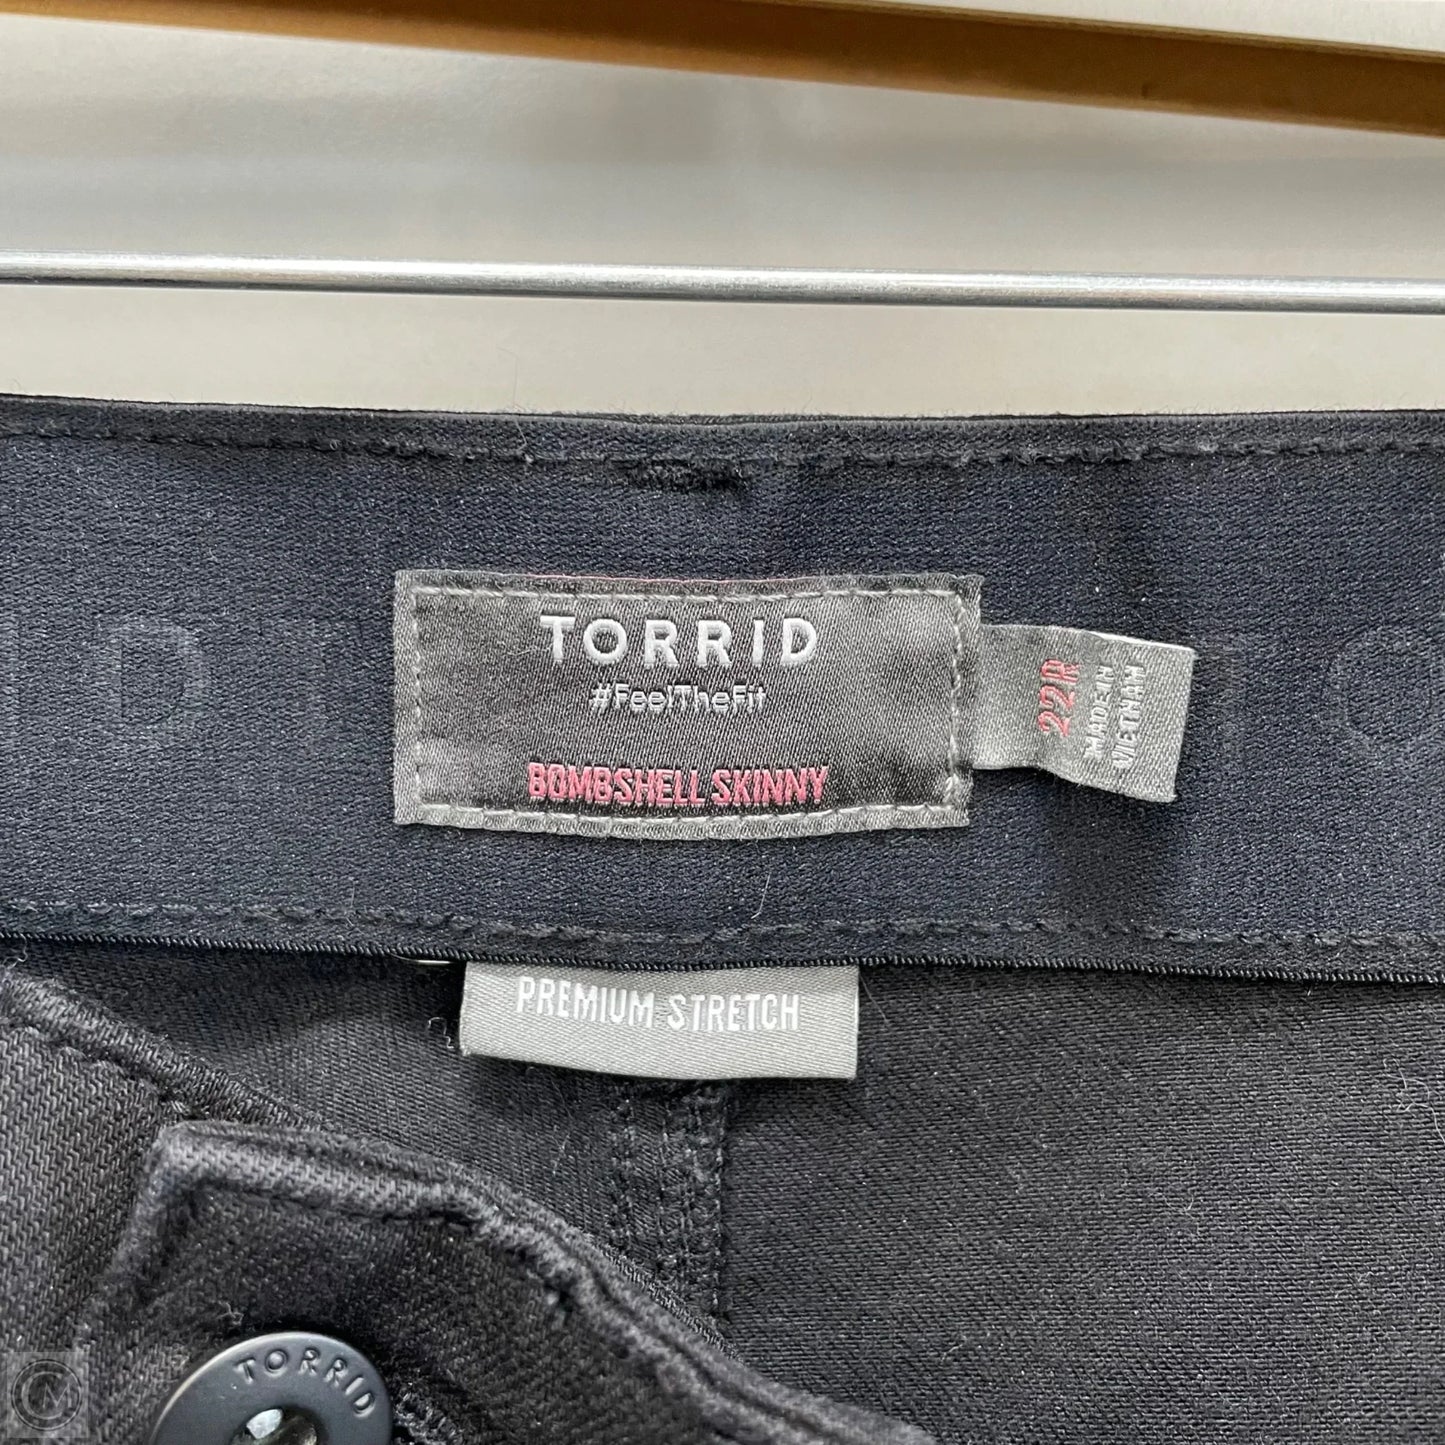 TORRID
#FeelTheFit
BOMBSHELL SKINNY
22R
MADE IN
VIETNAM
PREMIUM STRETCH
TORRID